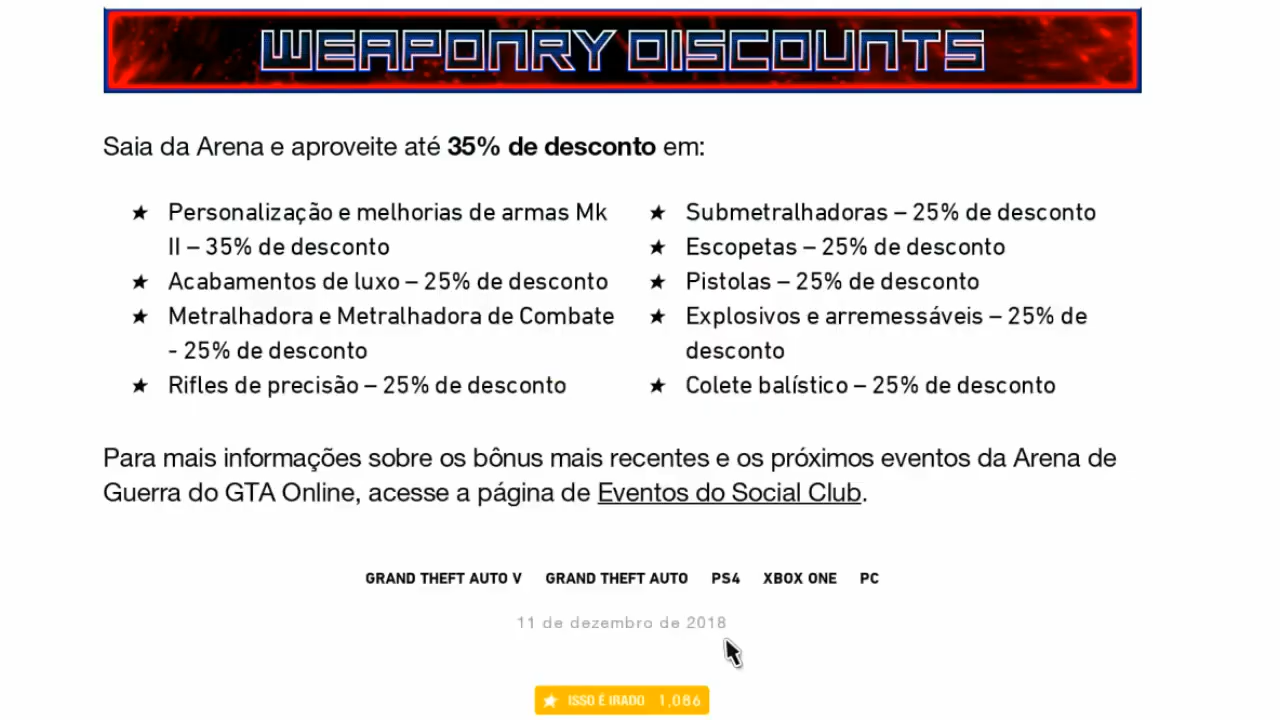 WEAPONRY DISCOUNTS
Saia da Arena e aproveite até 35% de desconto em:
★ Personalização e melhorias de armas Mk
II – 35% de desconto
★ Acabamentos de luxo – 25% de desconto
★ Metralhadora e Metralhadora de Combate
- 25% de desconto
★ Rifles de precisão – 25% de desconto
★ Submetralhadoras – 25% de desconto
★ Escopetas – 25% de desconto
★ Pistolas – 25% de desconto
★ Explosivos e arremessáveis – 25% de
desconto
★ Colete balístico – 25% de desconto
Para mais informações sobre os bônus mais recentes e os próximos eventos da Arena de
Guerra do GTA Online, acesse a página de Eventos do Social Club.
GRAND THEFT AUTO V GRAND THEFT AUTO PS4 XBOX ONE PC
11 de dezembro de 2018
★ ISSO É IRADO 1,086